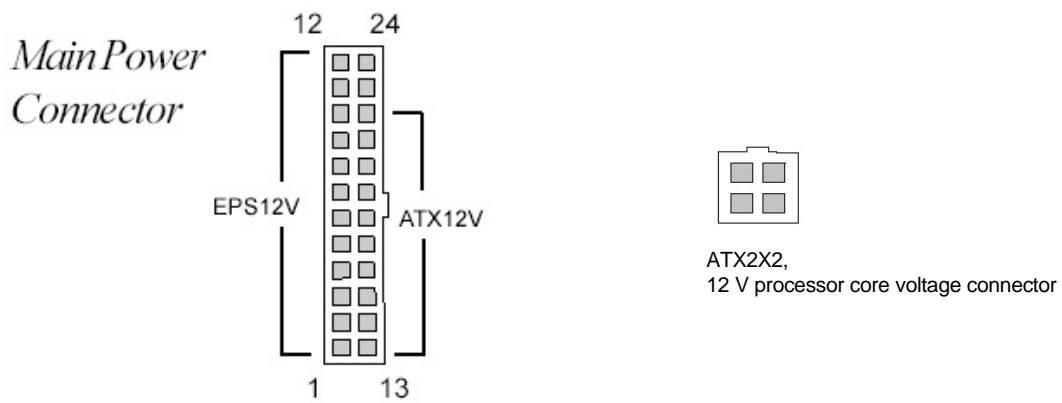 12 24
Main Power
Connector
EPS12V
ATX12V
1 13
ATX2X2,
12 V processor core voltage connector